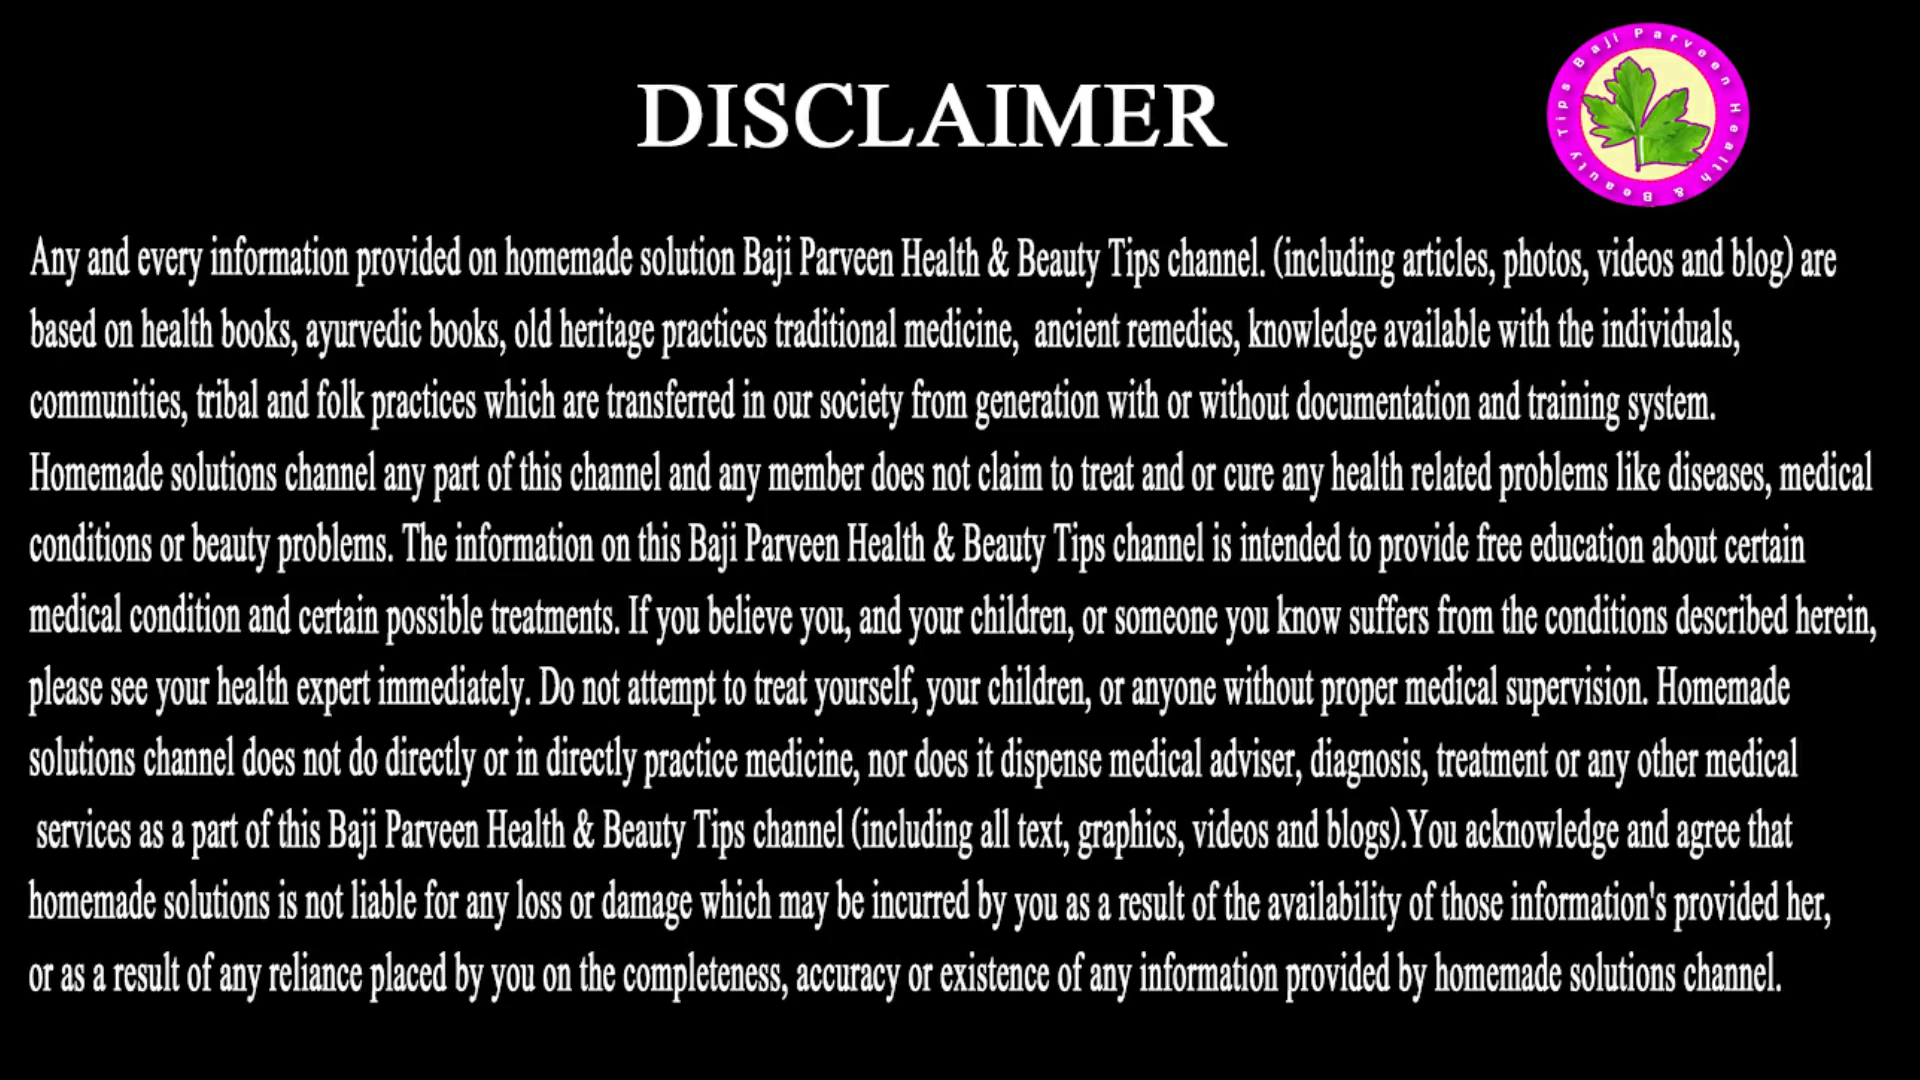 DISCLAIMER
Baji Parveen Health & Beauty Tips
Any and every information provided on homemade solution Baji Parveen Health & Beauty Tips channel. (including articles, photos, videos and blog) are
based on health books, ayurvedic books, old heritage practices traditional medicine, ancient remedies, knowledge available with the individuals,
communities, tribal and folk practices which are transferred in our society from generation with or without documentation and training system.
Homemade solutions channel any part of this channel and any member does not claim to treat and or cure any health related problems like diseases, medical
conditions or beauty problems. The information on this Baji Parveen Health & Beauty Tips channel is intended to provide free education about certain
medical condition and certain possible treatments. If you believe you, and your children, or someone you know suffers from the conditions described herein,
please see your health expert immediately. Do not attempt to treat yourself, your children, or anyone without proper medical supervision. Homemade
solutions channel does not do directly or in directly practice medicine, nor does it dispense medical adviser, diagnosis, treatment or any other medical
services as a part of this Baji Parveen Health & Beauty Tips channel (including all text, graphics, videos and blogs).You acknowledge and agree that
homemade solutions is not liable for any loss or damage which may be incurred by you as a result of the availability of those information's provided her,
or as a result of any reliance placed by you on the completeness, accuracy or existence of any information provided by homemade solutions channel.